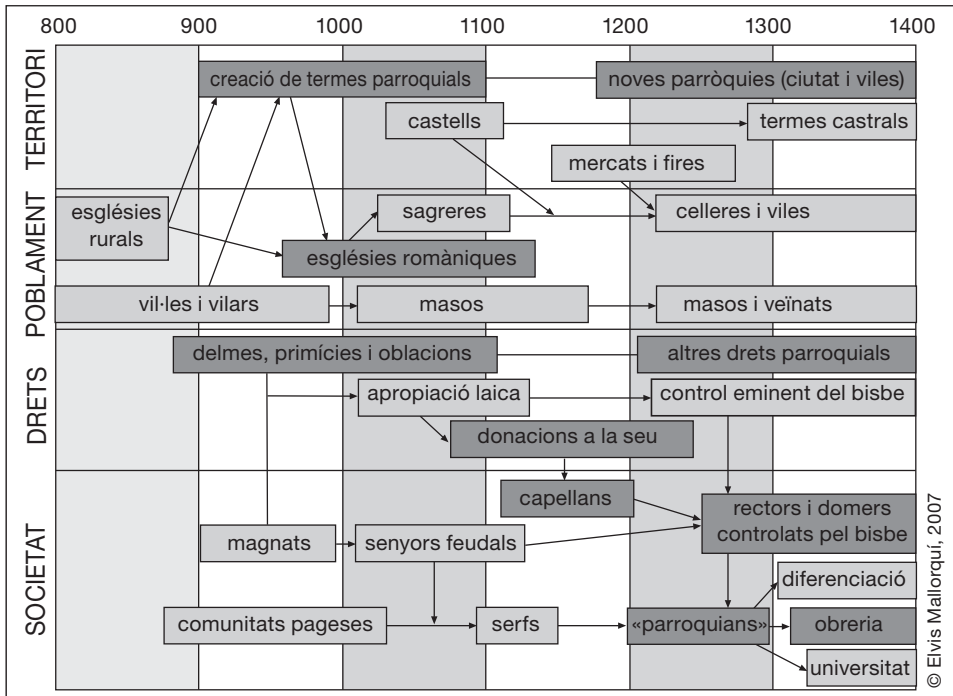 800 900 1000 1100 1200 1300 1400
TERRITORI
creació de termes parroquials
noves parròquies (ciutat i viles)
castells
termes castrals
mercats i fires
POBLAMENT
esglésies
rurals
sagreres
celleres i viles
esglésies romàniques
vil·les i vilars
masos
masos i veïnats
DRETS
delmes, primícies i oblacions
altres drets parroquials
apropiació laica
control eminent del bisbe
donacions a la seu
SOCIETAT
capellans
rectors i domers
controlats pel bisbe
magnats
senyors feudals
diferenciació
comunitats pageses
serfs
«parroquians»
obreria
universitat
© Elvis Mallorquí, 2007